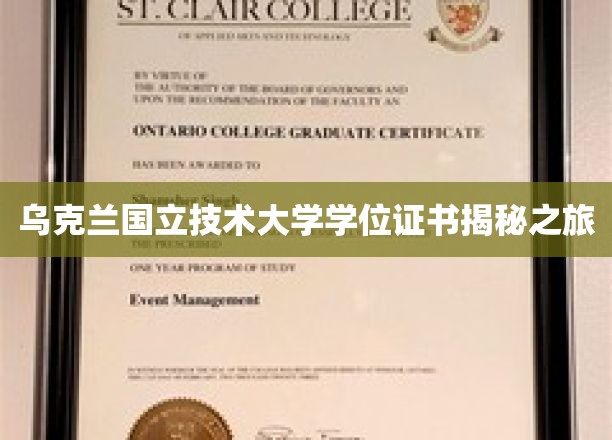 ST. CLAIR COLLEGE
OF APPLIED ARTS AND TECHNOLOGY
BY VIRTUE OF
THE AUTHORITY OF THE BOARD OF GOVERNORS AND
UPON THE RECOMMENDATION OF THE FACULTY AN
ONTARIO COLLEGE GRADUATE CERTIFICATE
HAS BEEN AWARDED TO
Shamsher Singh
乌克兰国立技术大学学位证书揭秘之旅
THE PRESCRIBED
ONE YEAR PROGRAM OF STUDY
Event Management